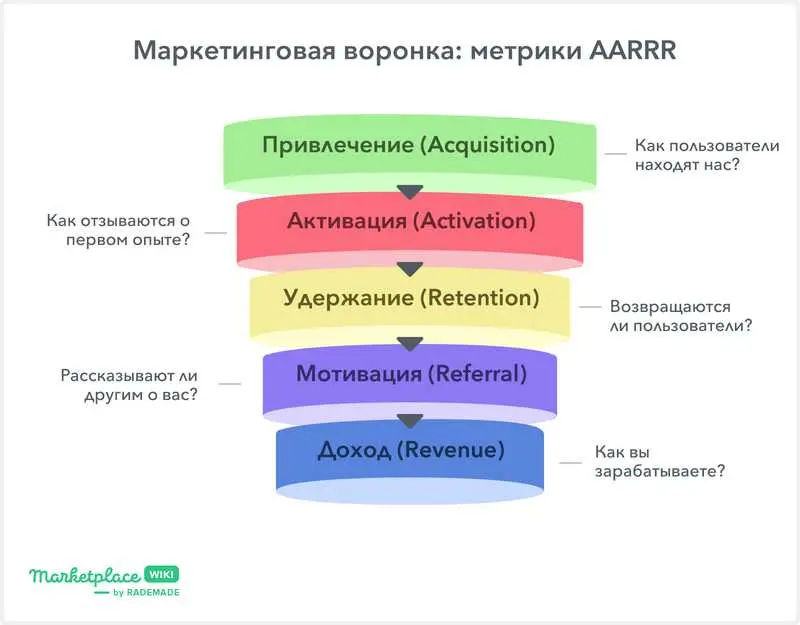 Маркетинговая воронка: метрики AARRR
Привлечение (Acquisition)
Как пользователи
находят нас?
Активация (Activation)
Как отзываются о
первом опыте?
Удержание (Retention)
Возвращаются
ли пользователи?
Мотивация (Referral)
Рассказывают ли
другим о вас?
Доход (Revenue)
Как вы
зарабатываете?
Marketplace WIKI
by RADEMADE